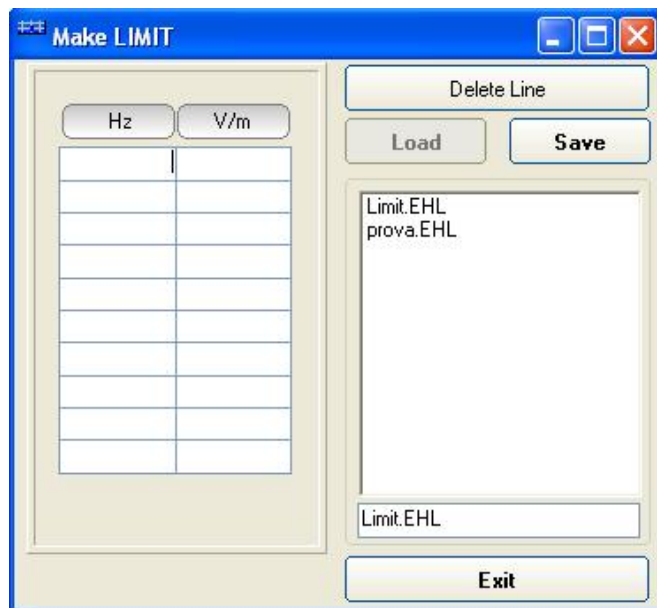 Make LIMIT
Delete Line
Hz V/m
Load Save
Limit.EHL
prova.EHL
Limit.EHL
Exit